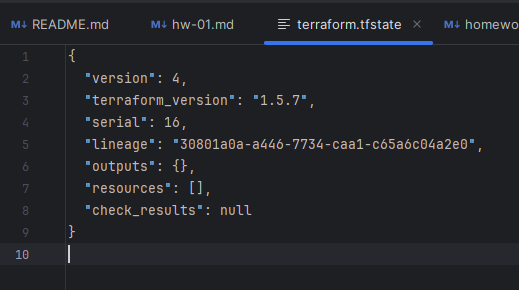 M↓ README.md M↓ hw-01.md terraform.tfstate × M↓ homewo
1 {
2 "version": 4,
3 "terraform_version": "1.5.7",
4 "serial": 16,
5 "lineage": "30801a0a-a446-7734-caa1-c65a6c04a2e0",
6 "outputs": {},
7 "resources": [],
8 "check_results": null
9 }
10